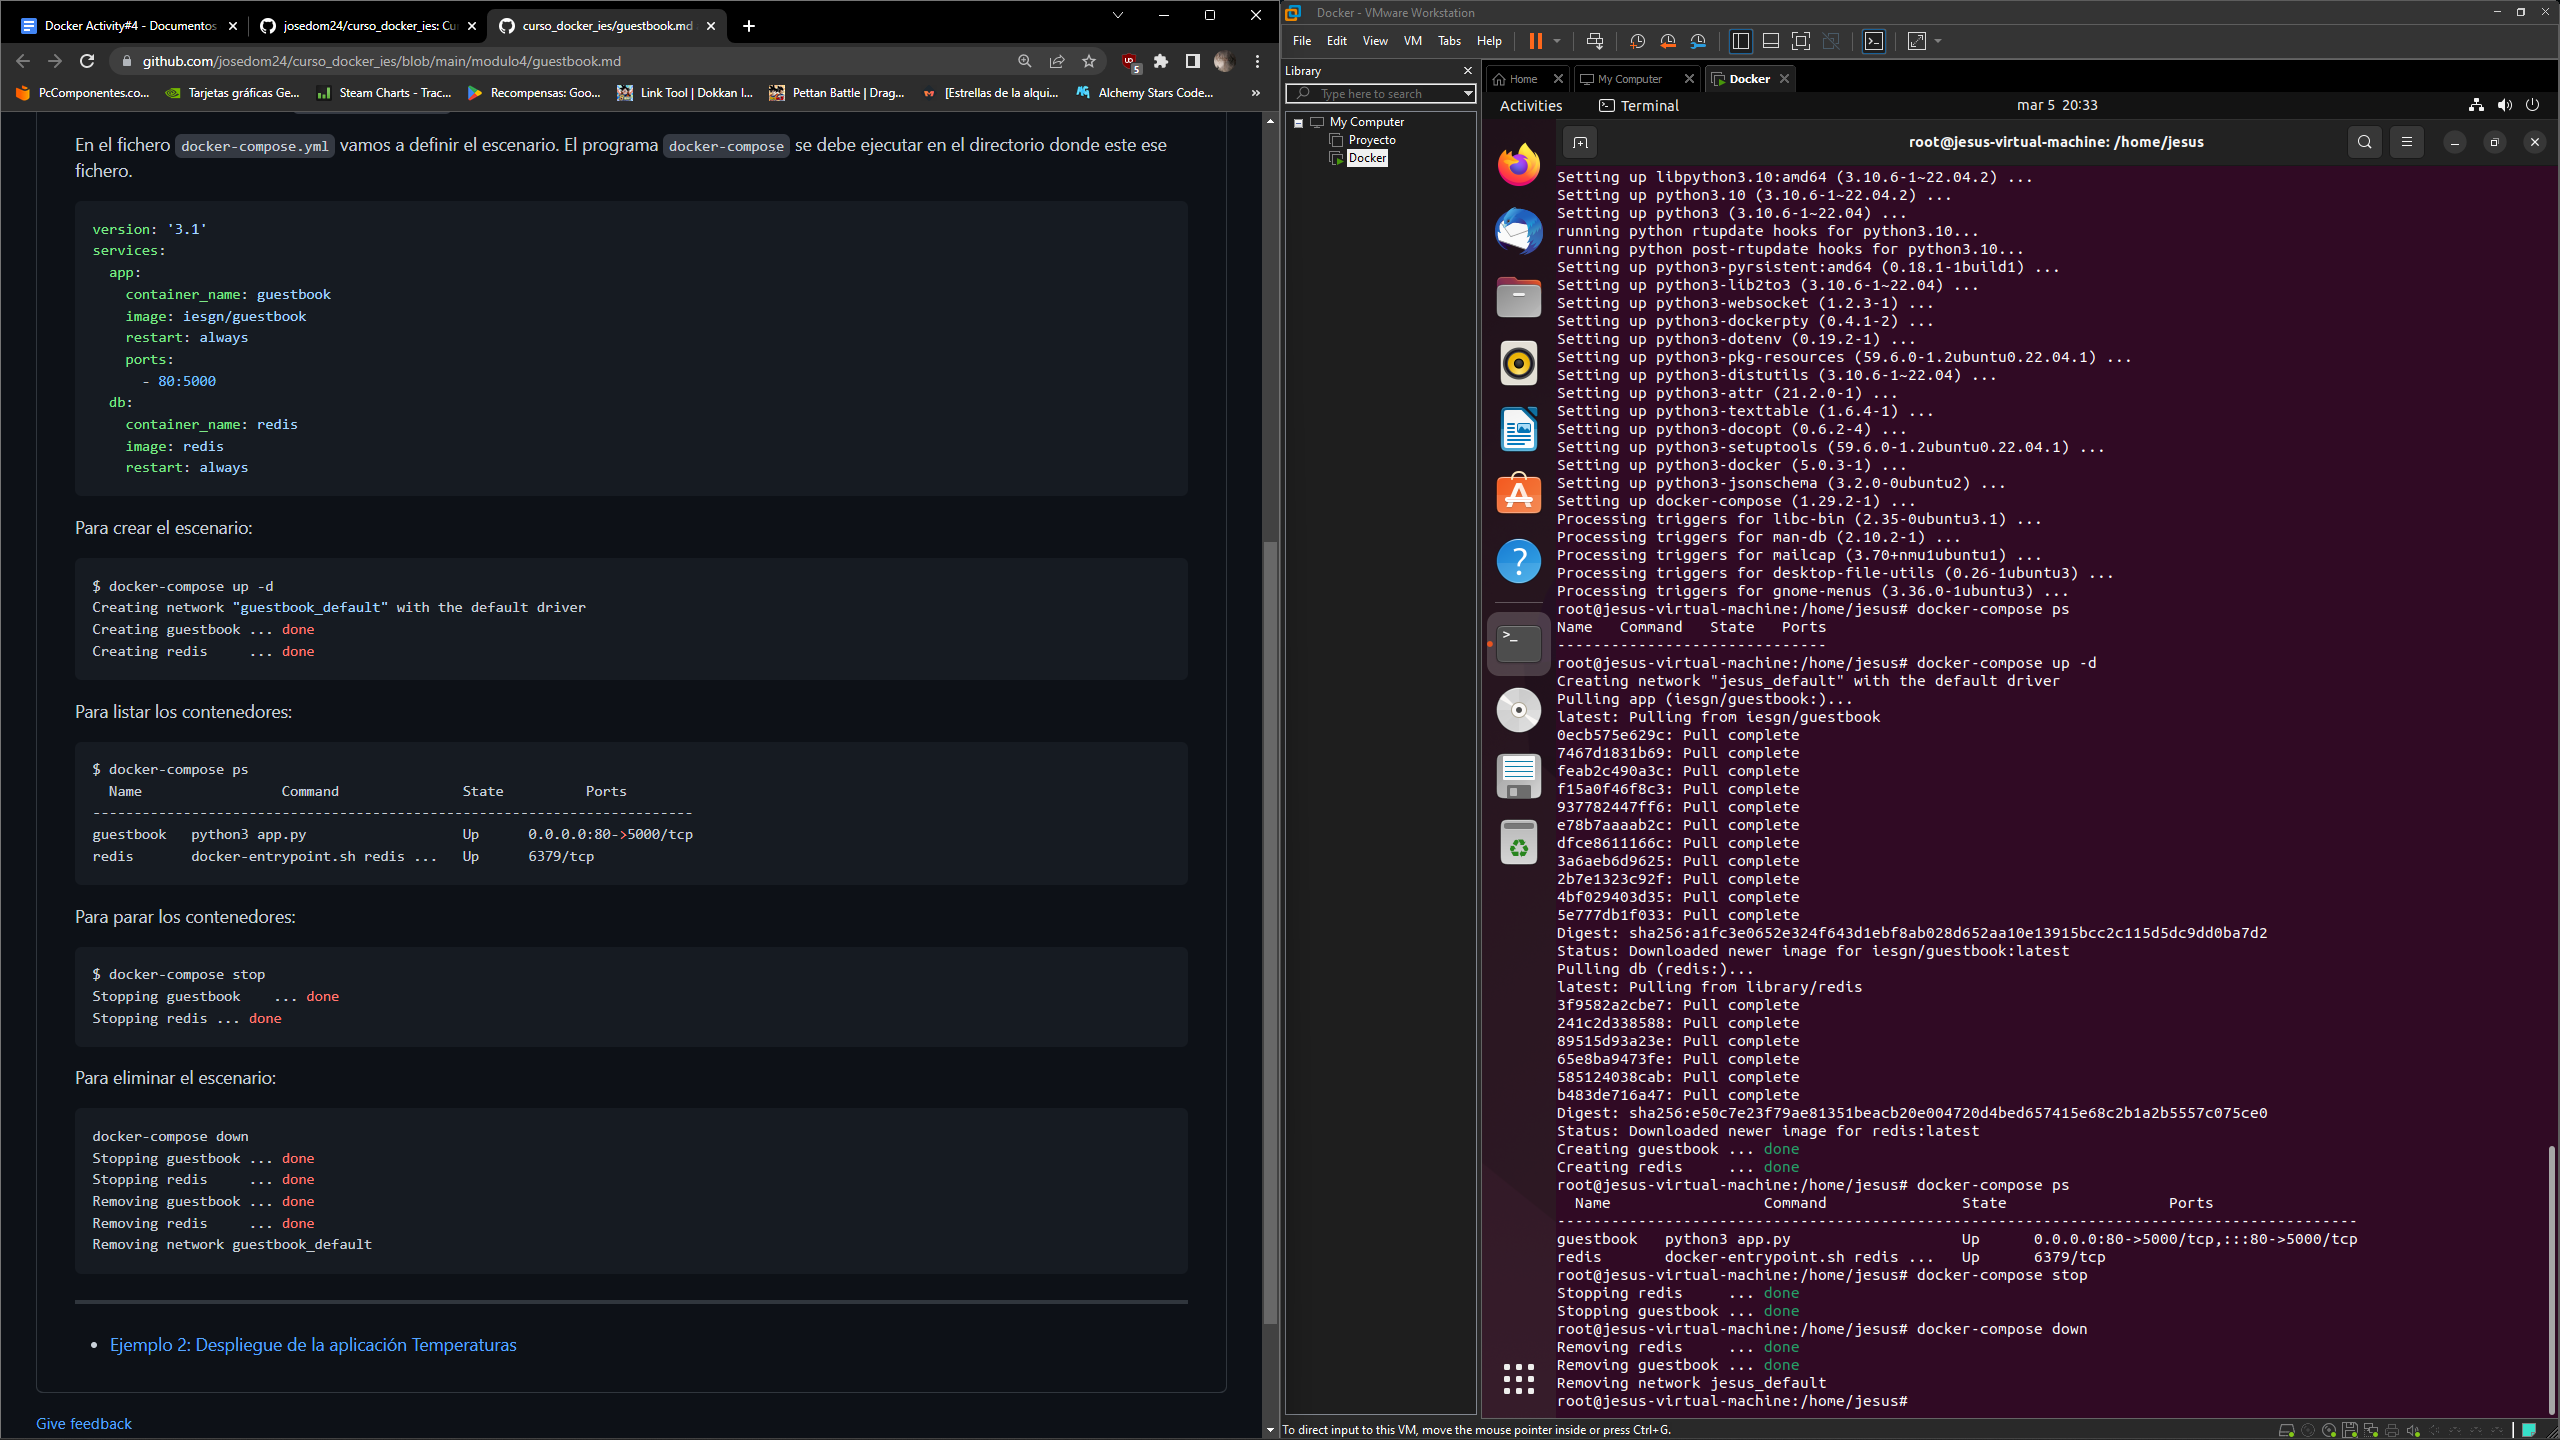 Docker Activity#4 - Documentos
josedom24/curso_docker_ies: Cu
curso_docker_ies/guestbook.md
github.com/josedom24/curso_docker_ies/blob/main/modulo4/guestbook.md
5
PcComponentes.co...
Tarjetas gráficas Ge...
Steam Charts - Trac...
Recompensas: Goo...
Link Tool | Dokkan I...
Pettan Battle | Drag...
[Estrellas de la alqui...
Alchemy Stars Code...
»
En el fichero docker-compose.yml vamos a definir el escenario. El programa docker-compose se debe ejecutar en el directorio donde este ese
fichero.
version: '3.1'
services:
app:
container_name: guestbook
image: iesgn/guestbook
restart: always
ports:
- 80:5000
db:
container_name: redis
image: redis
restart: always
Para crear el escenario:
$ docker-compose up -d
Creating network "guestbook_default" with the default driver
Creating guestbook ... done
Creating redis     ... done
Para listar los contenedores:
$ docker-compose ps
Name                 Command               State          Ports
-------------------------------------------------------------------------
guestbook   python3 app.py                   Up      0.0.0.0:80->5000/tcp
redis       docker-entrypoint.sh redis ...   Up      6379/tcp
Para parar los contenedores:
$ docker-compose stop
Stopping guestbook    ... done
Stopping redis ... done
Para eliminar el escenario:
docker-compose down
Stopping guestbook ... done
Stopping redis     ... done
Removing guestbook ... done
Removing redis     ... done
Removing network guestbook_default
Ejemplo 2: Despliegue de la aplicación Temperaturas
Give feedback
Docker - VMware Workstation
File Edit View VM Tabs Help
Library
Type here to search
My Computer
Proyecto
Docker
Home
My Computer
Docker
Activities
Terminal
mar 5 20:33
root@jesus-virtual-machine: /home/jesus
Setting up libpython3.10:amd64 (3.10.6-1~22.04.2) ...
Setting up python3.10 (3.10.6-1~22.04.2) ...
Setting up python3 (3.10.6-1~22.04) ...
running python rtupdate hooks for python3.10...
running python post-rtupdate hooks for python3.10...
Setting up python3-pyrsistent:amd64 (0.18.1-1build1) ...
Setting up python3-lib2to3 (3.10.6-1~22.04) ...
Setting up python3-websocket (1.2.3-1) ...
Setting up python3-dockerpty (0.4.1-2) ...
Setting up python3-dotenv (0.19.2-1) ...
Setting up python3-pkg-resources (59.6.0-1.2ubuntu0.22.04.1) ...
Setting up python3-distutils (3.10.6-1~22.04) ...
Setting up python3-attr (21.2.0-1) ...
Setting up python3-texttable (1.6.4-1) ...
Setting up python3-docopt (0.6.2-4) ...
Setting up python3-setuptools (59.6.0-1.2ubuntu0.22.04.1) ...
Setting up python3-docker (5.0.3-1) ...
Setting up python3-jsonschema (3.2.0-0ubuntu2) ...
Setting up docker-compose (1.29.2-1) ...
Processing triggers for libc-bin (2.35-0ubuntu3.1) ...
Processing triggers for man-db (2.10.2-1) ...
Processing triggers for mailcap (3.70+nmu1ubuntu1) ...
Processing triggers for desktop-file-utils (0.26-1ubuntu3) ...
Processing triggers for gnome-menus (3.36.0-1ubuntu3) ...
root@jesus-virtual-machine:/home/jesus# docker-compose ps
Name   Command   State   Ports
------------------------------
root@jesus-virtual-machine:/home/jesus# docker-compose up -d
Creating network "jesus_default" with the default driver
Pulling app (iesgn/guestbook:)...
latest: Pulling from iesgn/guestbook
0ecb575e629c: Pull complete
7467d1831b69: Pull complete
feab2c490a3c: Pull complete
f15a0f46f8c3: Pull complete
937782447ff6: Pull complete
e78b7aaaab2c: Pull complete
dfce8611166c: Pull complete
3a6aeb6d9625: Pull complete
2b7e1323c92f: Pull complete
4bf029403d35: Pull complete
5e777db1f033: Pull complete
Digest: sha256:a1fc3e0652e324f643d1ebf8ab028d652aa10e13915bcc2c115d5dc9dd0ba7d2
Status: Downloaded newer image for iesgn/guestbook:latest
Pulling db (redis:)...
latest: Pulling from library/redis
3f9582a2cbe7: Pull complete
241c2d338588: Pull complete
89515d93a23e: Pull complete
65e8ba9473fe: Pull complete
585124038cab: Pull complete
b483de716a47: Pull complete
Digest: sha256:e50c7e23f79ae81351beacb20e004720d4bed657415e68c2b1a2b5557c075ce0
Status: Downloaded newer image for redis:latest
Creating guestbook ... done
Creating redis     ... done
root@jesus-virtual-machine:/home/jesus# docker-compose ps
Name                 Command               State                  Ports
-----------------------------------------------------------------------------------------
guestbook   python3 app.py                   Up      0.0.0.0:80->5000/tcp,:::80->5000/tcp
redis       docker-entrypoint.sh redis ...   Up      6379/tcp
root@jesus-virtual-machine:/home/jesus# docker-compose stop
Stopping redis     ... done
Stopping guestbook ... done
root@jesus-virtual-machine:/home/jesus# docker-compose down
Removing redis     ... done
Removing guestbook ... done
Removing network jesus_default
root@jesus-virtual-machine:/home/jesus#
To direct input to this VM, move the mouse pointer inside or press Ctrl+G.